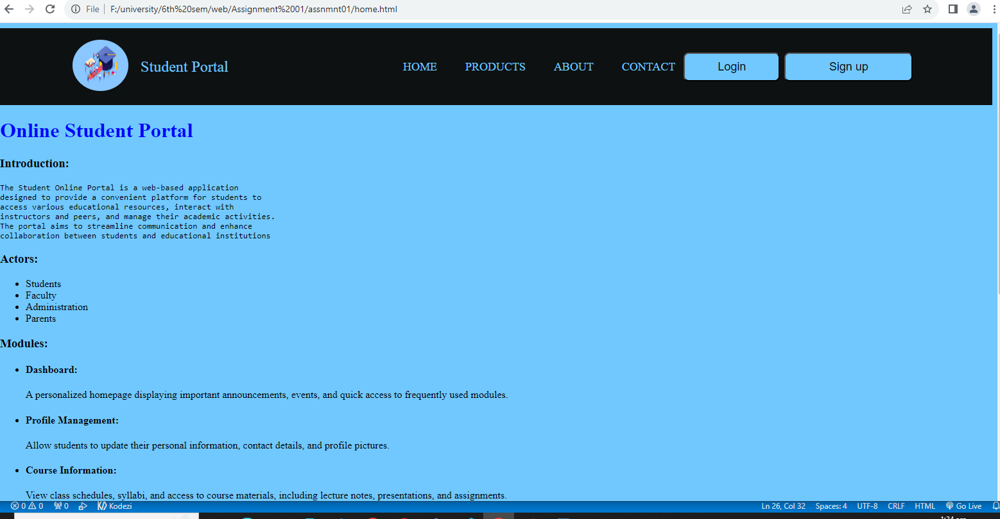 File F:/university/6th%20sem/web/Assignment%2001/assnmnt01/home.html
Student Portal HOME PRODUCTS ABOUT CONTACT Login Sign up
Online Student Portal
Introduction:
The Student Online Portal is a web-based application
designed to provide a convenient platform for students to
access various educational resources, interact with
instructors and peers, and manage their academic activities.
The portal aims to streamline communication and enhance
collaboration between students and educational institutions
Actors:
Students
Faculty
Administration
Parents
Modules:
Dashboard:
A personalized homepage displaying important announcements, events, and quick access to frequently used modules.
Profile Management:
Allow students to update their personal information, contact details, and profile pictures.
Course Information:
View class schedules, syllabi, and access to course materials, including lecture notes, presentations, and assignments.
0 0 0 Kodezi Ln 26, Col 32 Spaces: 4 UTF-8 CRLF HTML Go Live